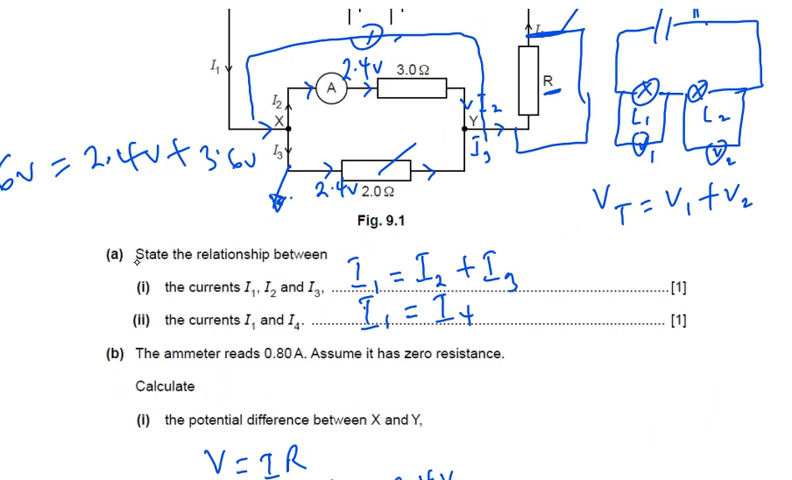 I₁
I
2.4V 3.0Ω
A
I₂
R
X
V I₂
Y
L₁ L₂
I₃
I₃
V₁ V₂
6V = 2.4V + 3.6V
2.4V 2.0Ω
V_T = V₁ + V₂
Fig. 9.1
(a) State the relationship between
(i) the currents I₁, I₂ and I₃, I₁ = I₂ + I₃ [1]
(ii) the currents I₁ and I₄. I₁ = I₄ [1]
(b) The ammeter reads 0.80 A. Assume it has zero resistance.
Calculate
(i) the potential difference between X and Y,
V = IR